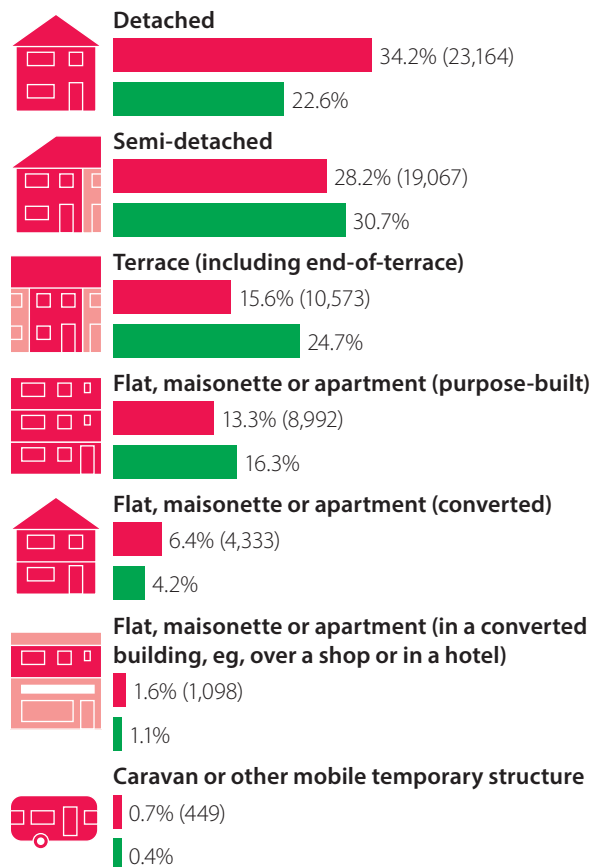 Detached
34.2% (23,164)
22.6%
Semi-detached
28.2% (19,067)
30.7%
Terrace (including end-of-terrace)
15.6% (10,573)
24.7%
Flat, maisonette or apartment (purpose-built)
13.3% (8,992)
16.3%
Flat, maisonette or apartment (converted)
6.4% (4,333)
4.2%
Flat, maisonette or apartment (in a converted
building, eg, over a shop or in a hotel)
1.6% (1,098)
1.1%
Caravan or other mobile temporary structure
0.7% (449)
0.4%